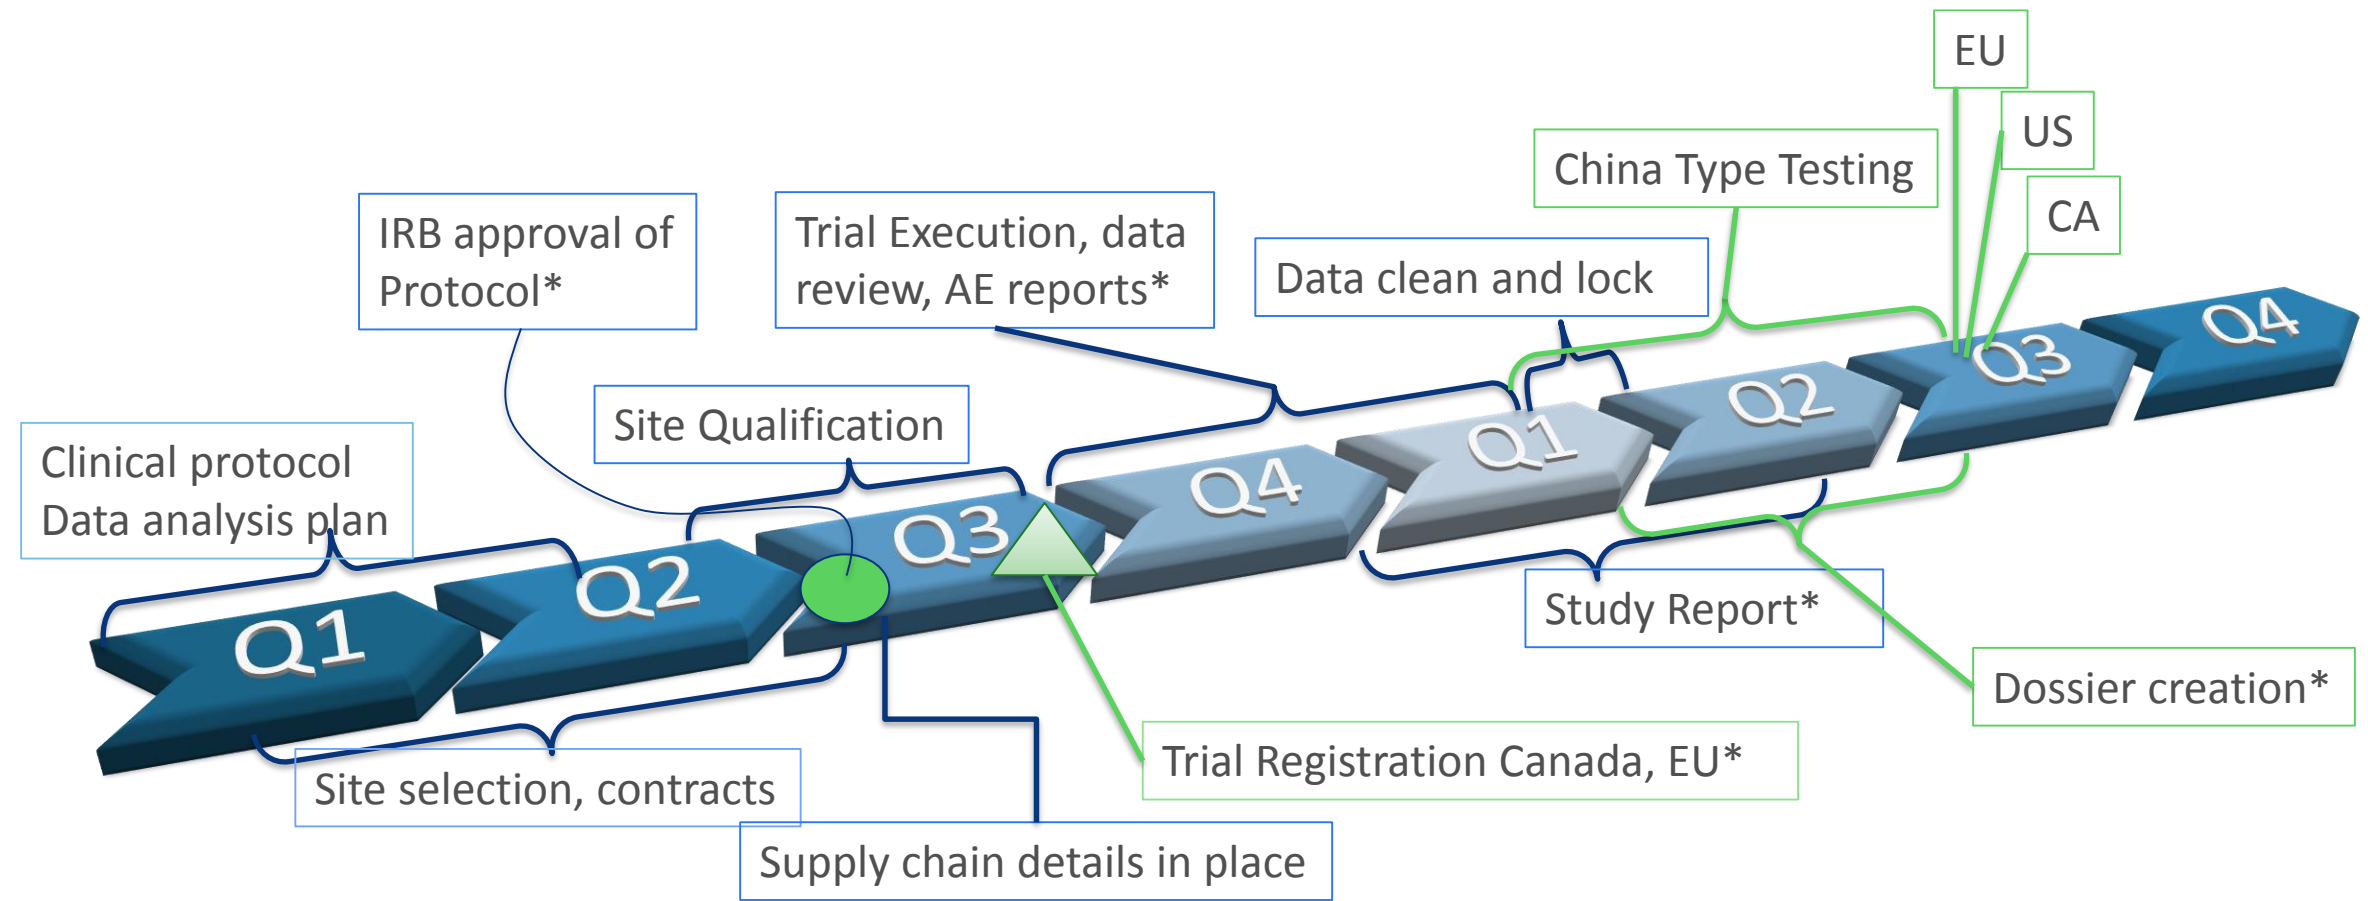 EU
US
China Type Testing
CA
IRB approval of
Protocol*
Trial Execution, data
review, AE reports*
Data clean and lock
Site Qualification
Clinical protocol
Data analysis plan
Q1
Q2
Q3
Q4
Q1
Q2
Q3
Q4
Study Report*
Dossier creation*
Trial Registration Canada, EU*
Site selection, contracts
Supply chain details in place